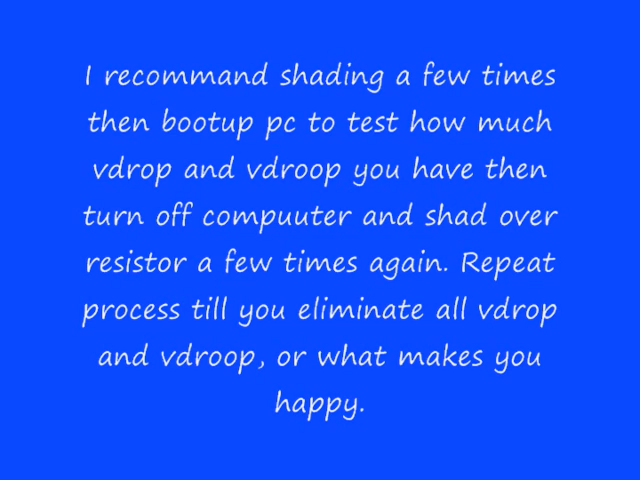 I recommand shading a few times
then bootup pc to test how much
vdrop and vdroop you have then
turn off compuuter and shad over
resistor a few times again. Repeat
process till you eliminate all vdrop
and vdroop, or what makes you
happy.